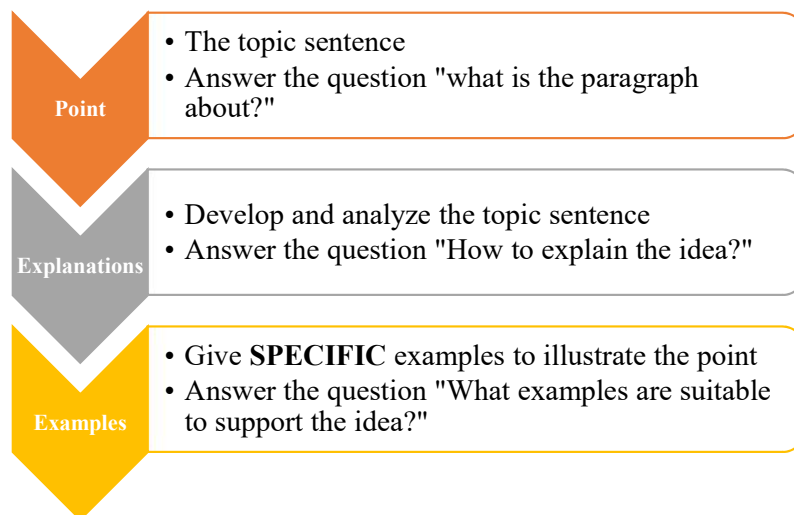 Point
• The topic sentence
• Answer the question "what is the paragraph
about?"
Explanations
• Develop and analyze the topic sentence
• Answer the question "How to explain the idea?"
Examples
• Give SPECIFIC examples to illustrate the point
• Answer the question "What examples are suitable
to support the idea?"